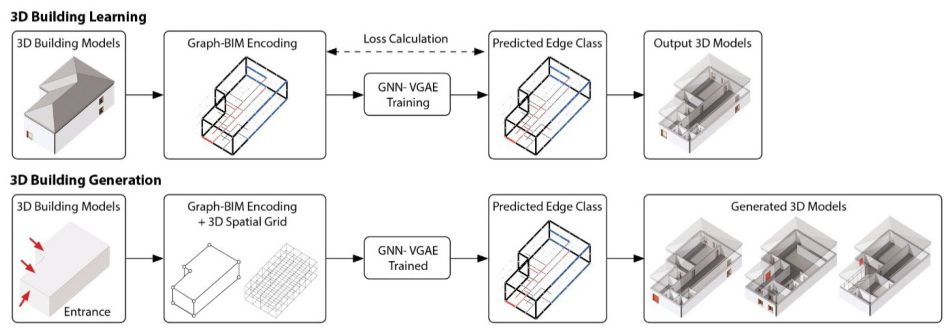 3D Building Learning
3D Building Models
Graph-BIM Encoding
Loss Calculation
GNN- VGAE
Training
Predicted Edge Class
Output 3D Models
3D Building Generation
3D Building Models
Entrance
Graph-BIM Encoding
+ 3D Spatial Grid
GNN- VGAE
Trained
Predicted Edge Class
Generated 3D Models